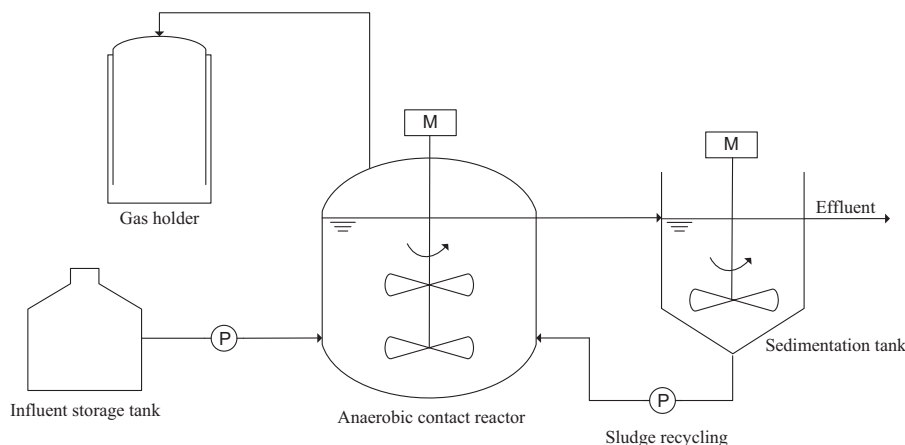 M
M
Gas holder
Effluent
P
Sedimentation tank
Influent storage tank
Anaerobic contact reactor
P
Sludge recycling